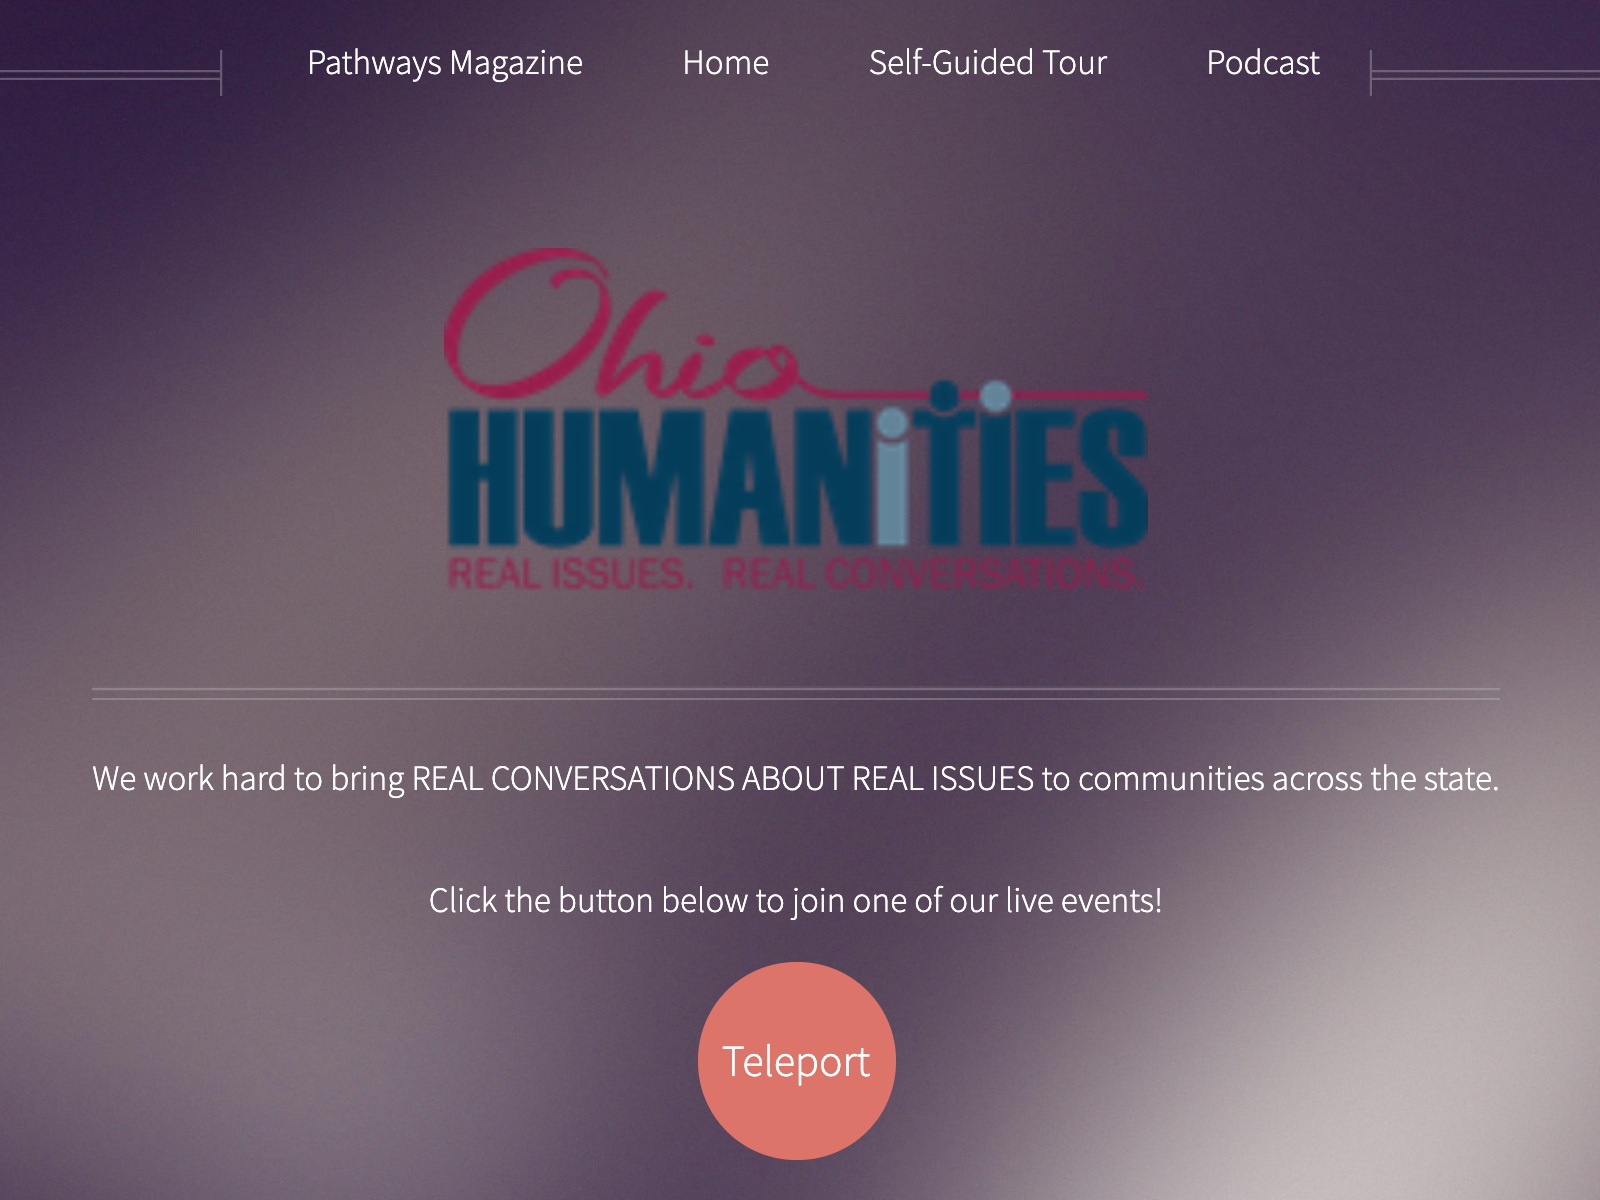 Pathways Magazine Home Self-Guided Tour Podcast
Ohio
HUMANiTiES
REAL ISSUES. REAL CONVERSATIONS.
We work hard to bring REAL CONVERSATIONS ABOUT REAL ISSUES to communities across the state.
Click the button below to join one of our live events!
Teleport